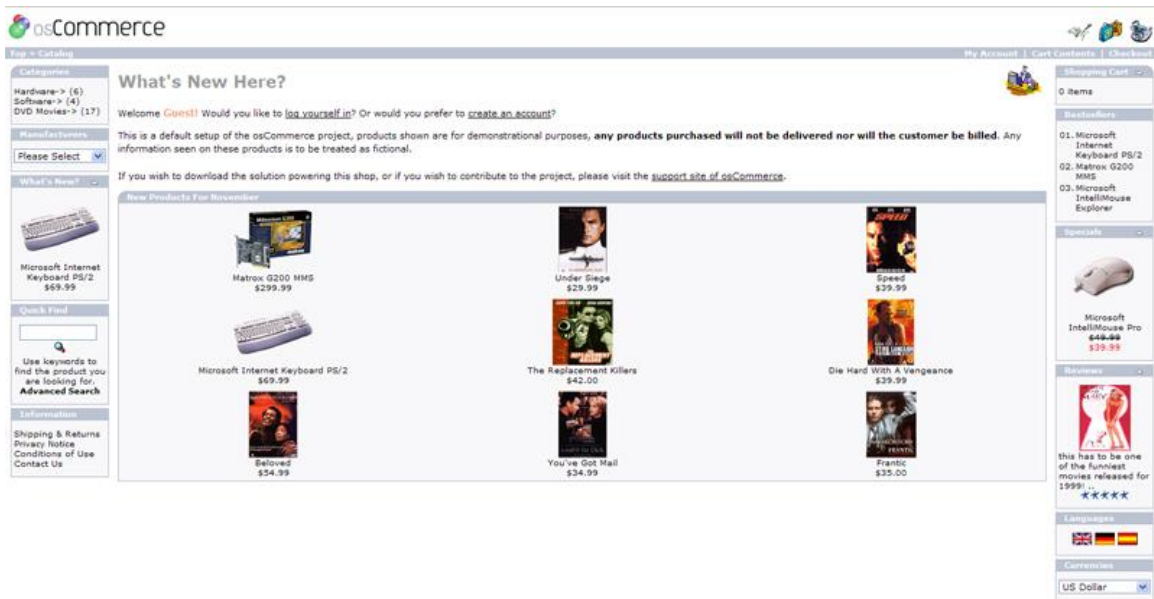 osCommerce
Top » Catalog
My Account | Cart Contents | Checkout
Categories
Hardware-> (6)
Software-> (4)
DVD Movies-> (17)
Manufacturers
Please Select
What's New?
Microsoft Internet
Keyboard PS/2
$69.99
Quick Find
Use keywords to
find the product you
are looking for.
Advanced Search
Information
Shipping & Returns
Privacy Notice
Conditions of Use
Contact Us
What's New Here?
Welcome Guest! Would you like to log yourself in? Or would you prefer to create an account?
This is a default setup of the osCommerce project, products shown are for demonstrational purposes, any products purchased will not be delivered nor will the customer be billed. Any
information seen on these products is to be treated as fictional.
If you wish to download the solution powering this shop, or if you wish to contribute to the project, please visit the support site of osCommerce.
New Products For November
Matrox G200 MMS
$299.99
Under Siege
$29.99
SPEED
Speed
$39.99
Microsoft Internet Keyboard PS/2
$69.99
The Replacement Killers
$42.00
Die Hard With A Vengeance
$39.99
Beloved
$54.99
You've Got Mail
$34.99
FRANTIC
Frantic
$35.00
Shopping Cart
0 items
Bestsellers
01. Microsoft
Internet
Keyboard PS/2
02. Matrox G200
MMS
03. Microsoft
IntelliMouse
Explorer
Specials
Microsoft
IntelliMouse Pro
$49.99
$39.99
Reviews
this has to be one
of the funniest
movies released for
1999! ..
Languages
Currencies
US Dollar